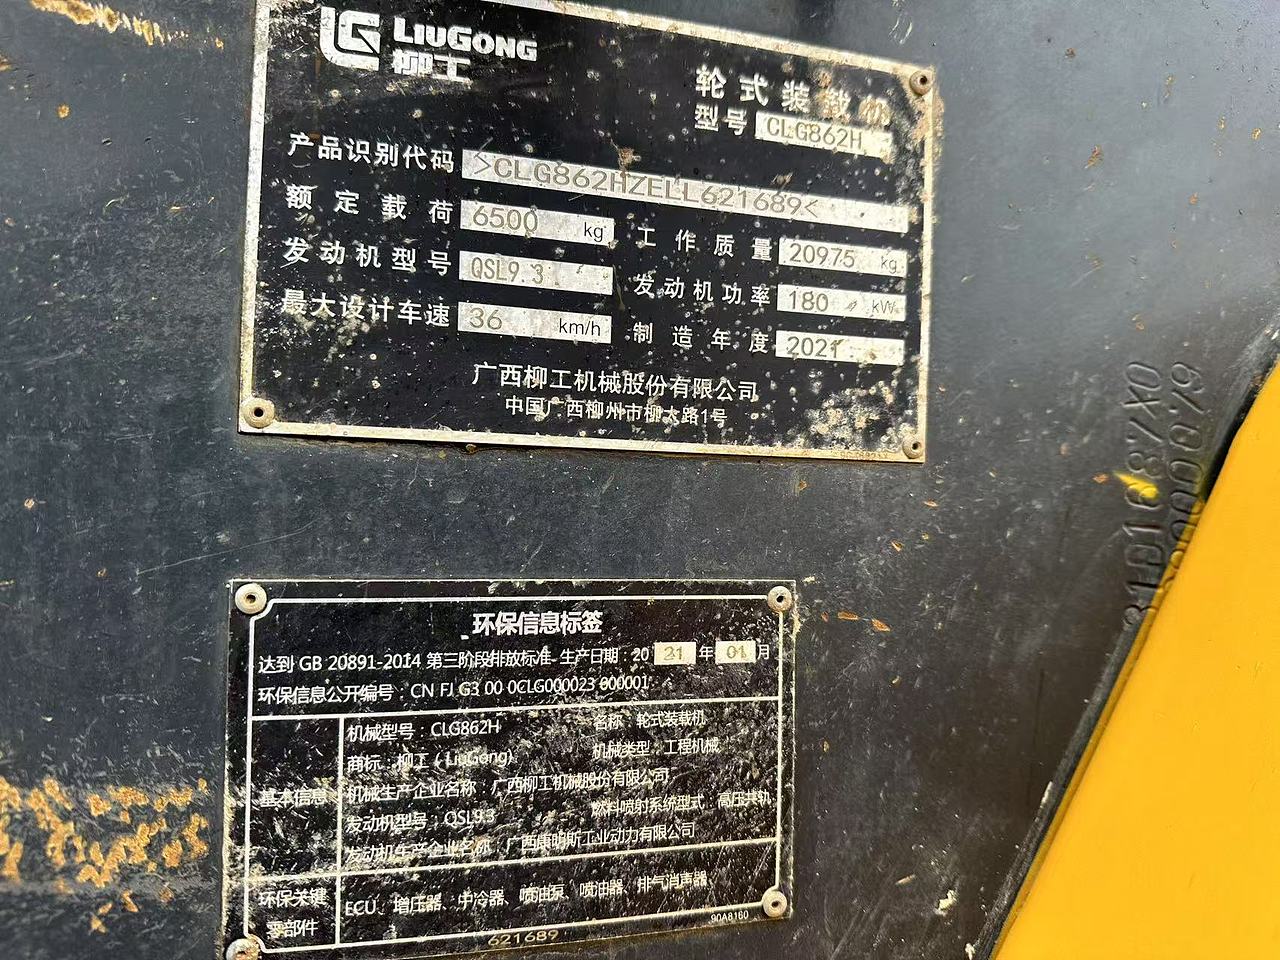 LIUGONG
柳工
轮式装载机
型号 CLG862H
产品识别代码 >CLG862HZELL621689<
额定载荷 6500 kg 工作质量 20975 kg
发动机型号 QSL9.3 发动机功率 180 kW
最大设计车速 36 km/h 制造年度 2021
广西柳工机械股份有限公司
中国广西柳州市柳太路1号
环保信息标签
达到 GB 20891-2014 第三阶段排放标准 生产日期：20 21 年 01 月
环保信息公开编号：CN FJ G3 00 0CLG000023 000001
基本信息
机械型号：CLG862H 名称：轮式装载机
商标：柳工（LiuGong） 机械类型：工程机械
机械生产企业名称：广西柳工机械股份有限公司
发动机型号：QSL9.3 燃料喷射系统型式：高压共轨
发动机生产企业名称：广西康明斯工业动力有限公司
环保关键零部件
ECU、增压器、中冷器、喷油泵、喷油器、排气消声器
90A8160
621689